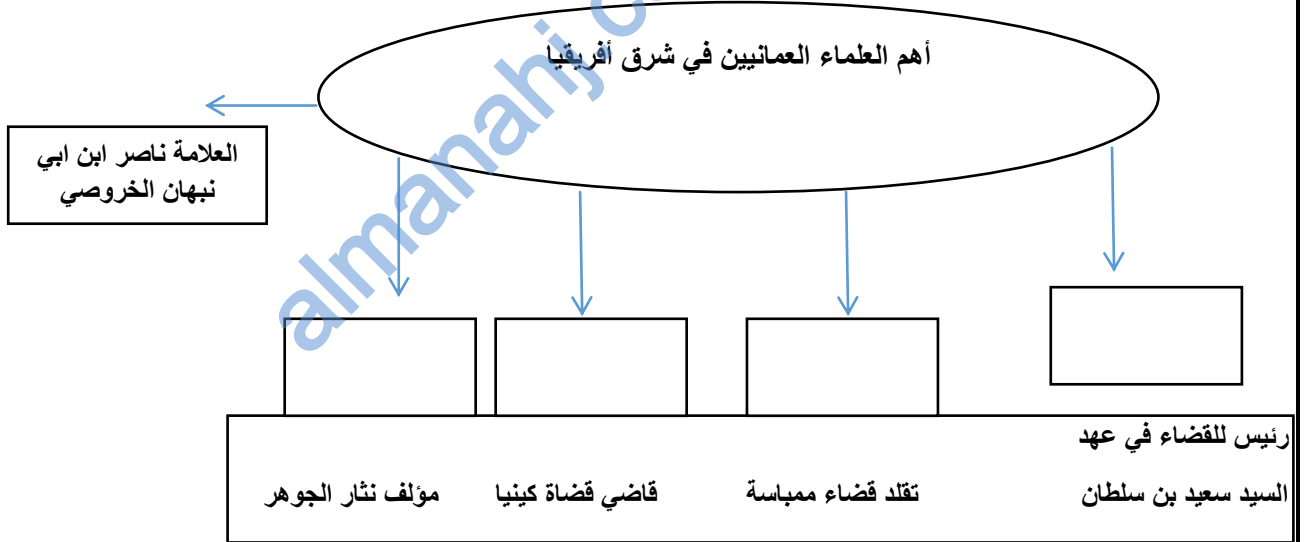 أهم العلماء العمانيين في شرق أفريقيا
العلامة ناصر ابن ابي
نبهان الخروصي
رئيس للقضاء في عهد
السيد سعيد بن سلطان
تقلد قضاء ممباسة
قاضي قضاة كينيا
مؤلف نثار الجوهر
almanahj.c